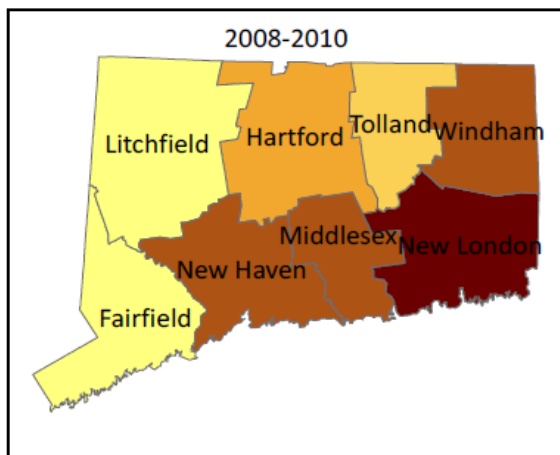 2008-2010
Litchfield
Hartford
Tolland
Windham
Middlesex
New London
New Haven
Fairfield